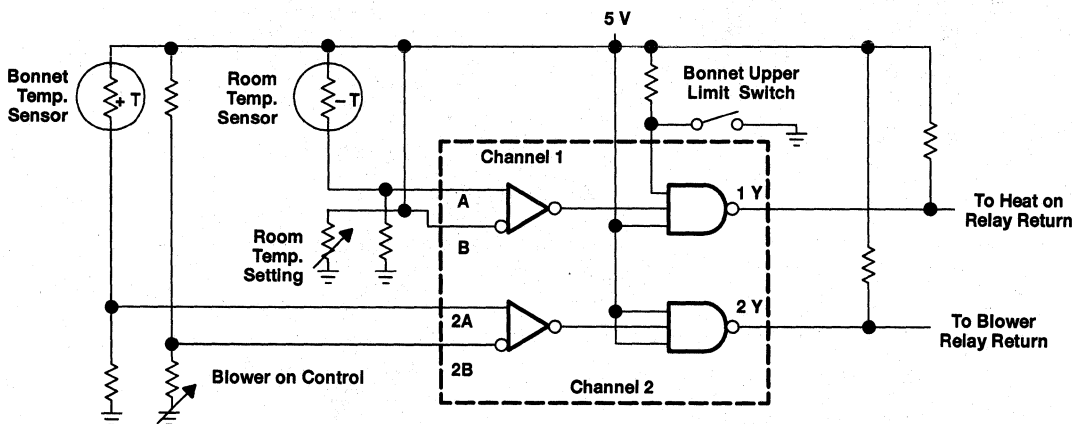 5 V
Bonnet
Temp.
Sensor
+ T
Room
Temp.
Sensor
– T
Bonnet Upper
Limit Switch
Channel 1
A
B
1 Y
To Heat on
Relay Return
Room
Temp.
Setting
2A
2B
2 Y
To Blower
Relay Return
Blower on Control
Channel 2